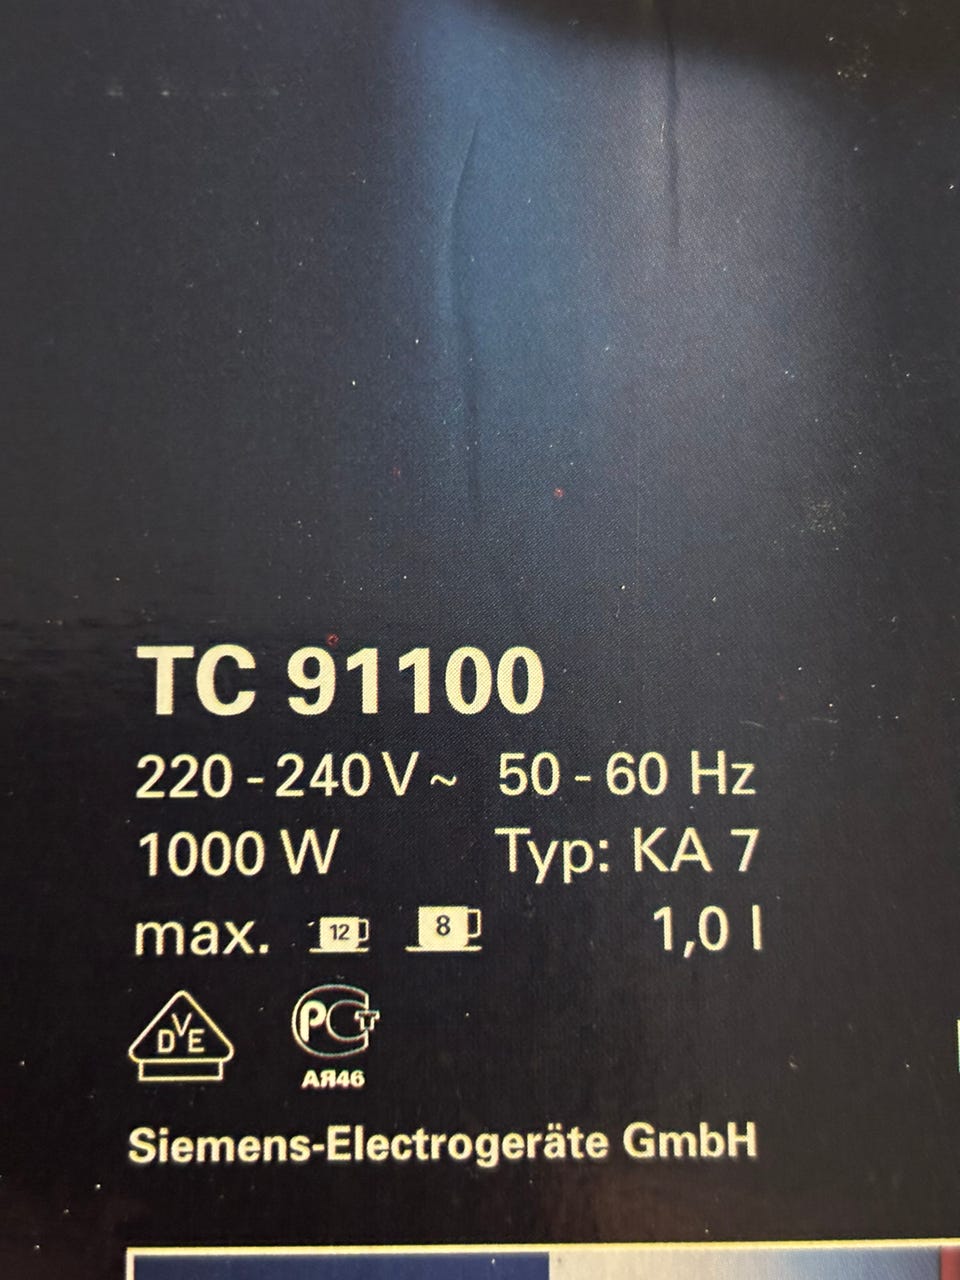 TC 91100
220 - 240 V ~ 50 - 60 Hz
1000 W Typ: KA 7
max. 12 8 1,0 l
DVE PCT
АЯ46
Siemens-Electrogeräte GmbH